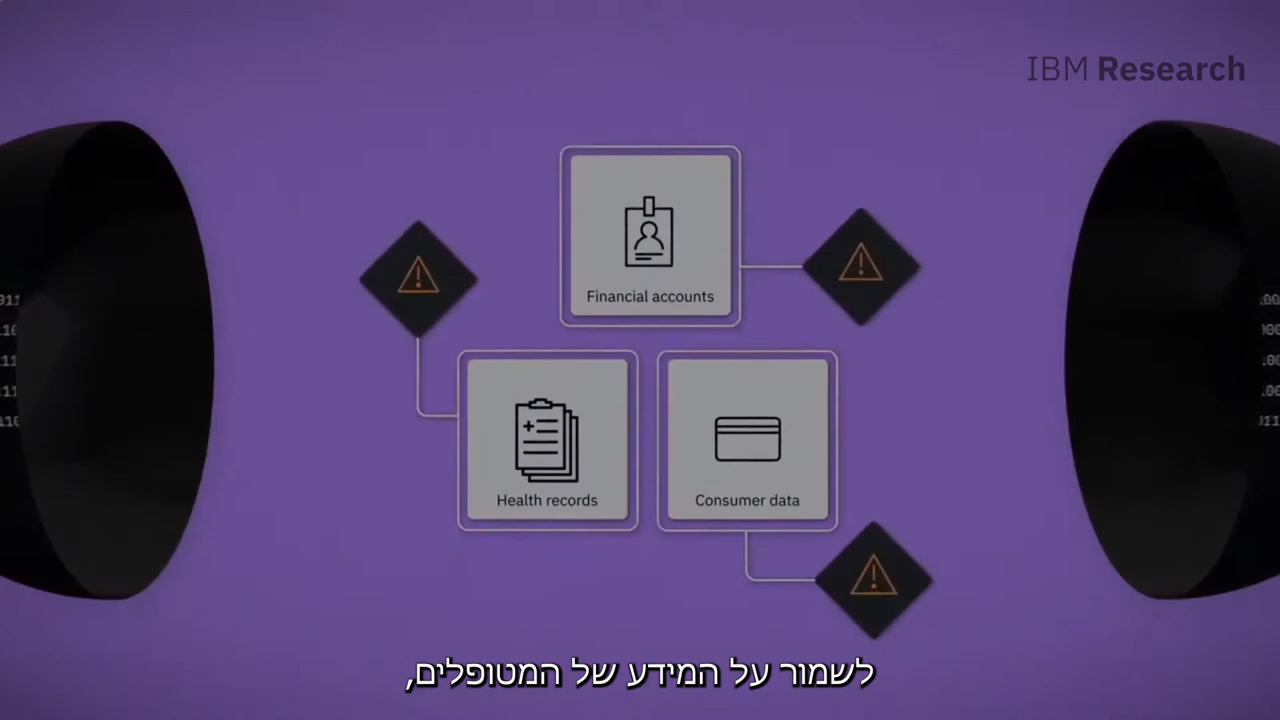 IBM Research
Financial accounts
Health records
Consumer data
לשמור על המידע של המטופלים,